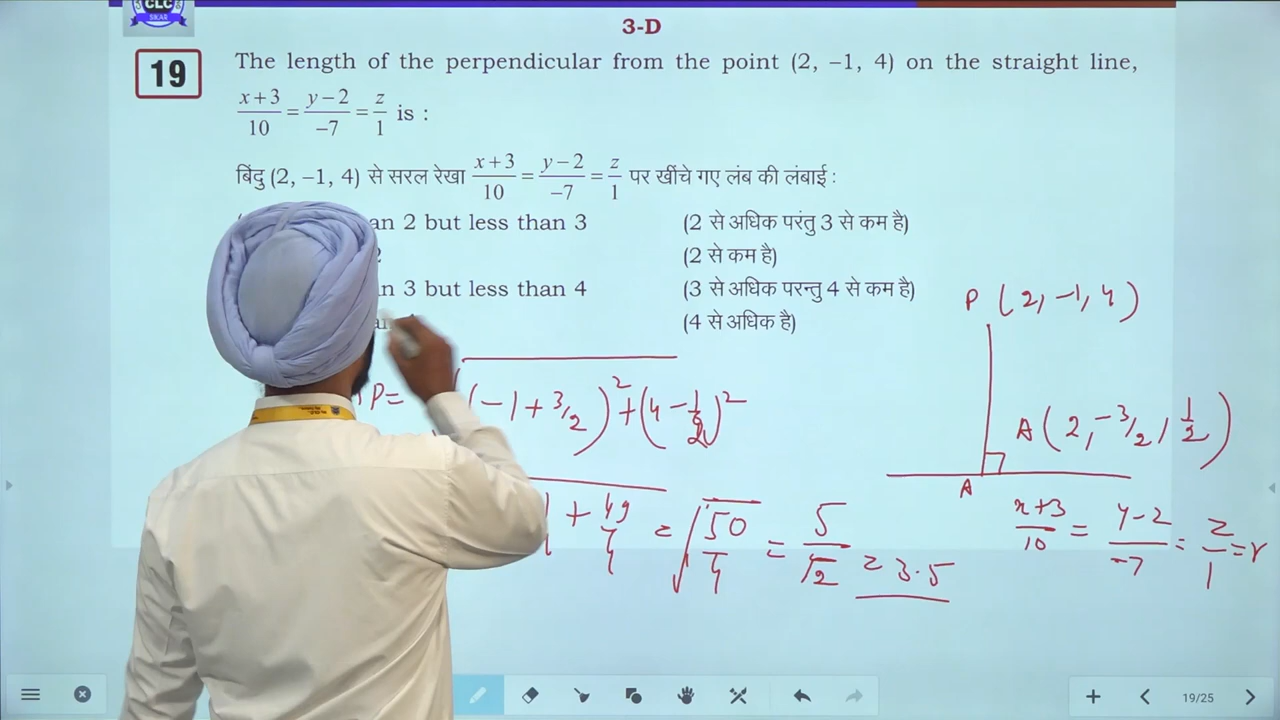 CLC
SIKAR
3-D
19
The length of the perpendicular from the point (2, –1, 4) on the straight line,
x+3/10 = y–2/–7 = z/1 is :
बिंदु (2, –1, 4) से सरल रेखा x+3/10 = y–2/–7 = z/1 पर खींचे गए लंब की लंबाई :
2 but less than 3 (2 से अधिक परंतु 3 से कम है)
(2 से कम है)
3 but less than 4 (3 से अधिक परन्तु 4 से कम है)
(4 से अधिक है)
P (2, -1, 4)
P = (-1 + 3/2)² + (4 - 1/2)²
A (2, -3/2, 1/2)
A
+ 49/4 = √50/4 = 5/√2 = 3.5
x+3/10 = y-2/-7 = z/1 = r
19/25